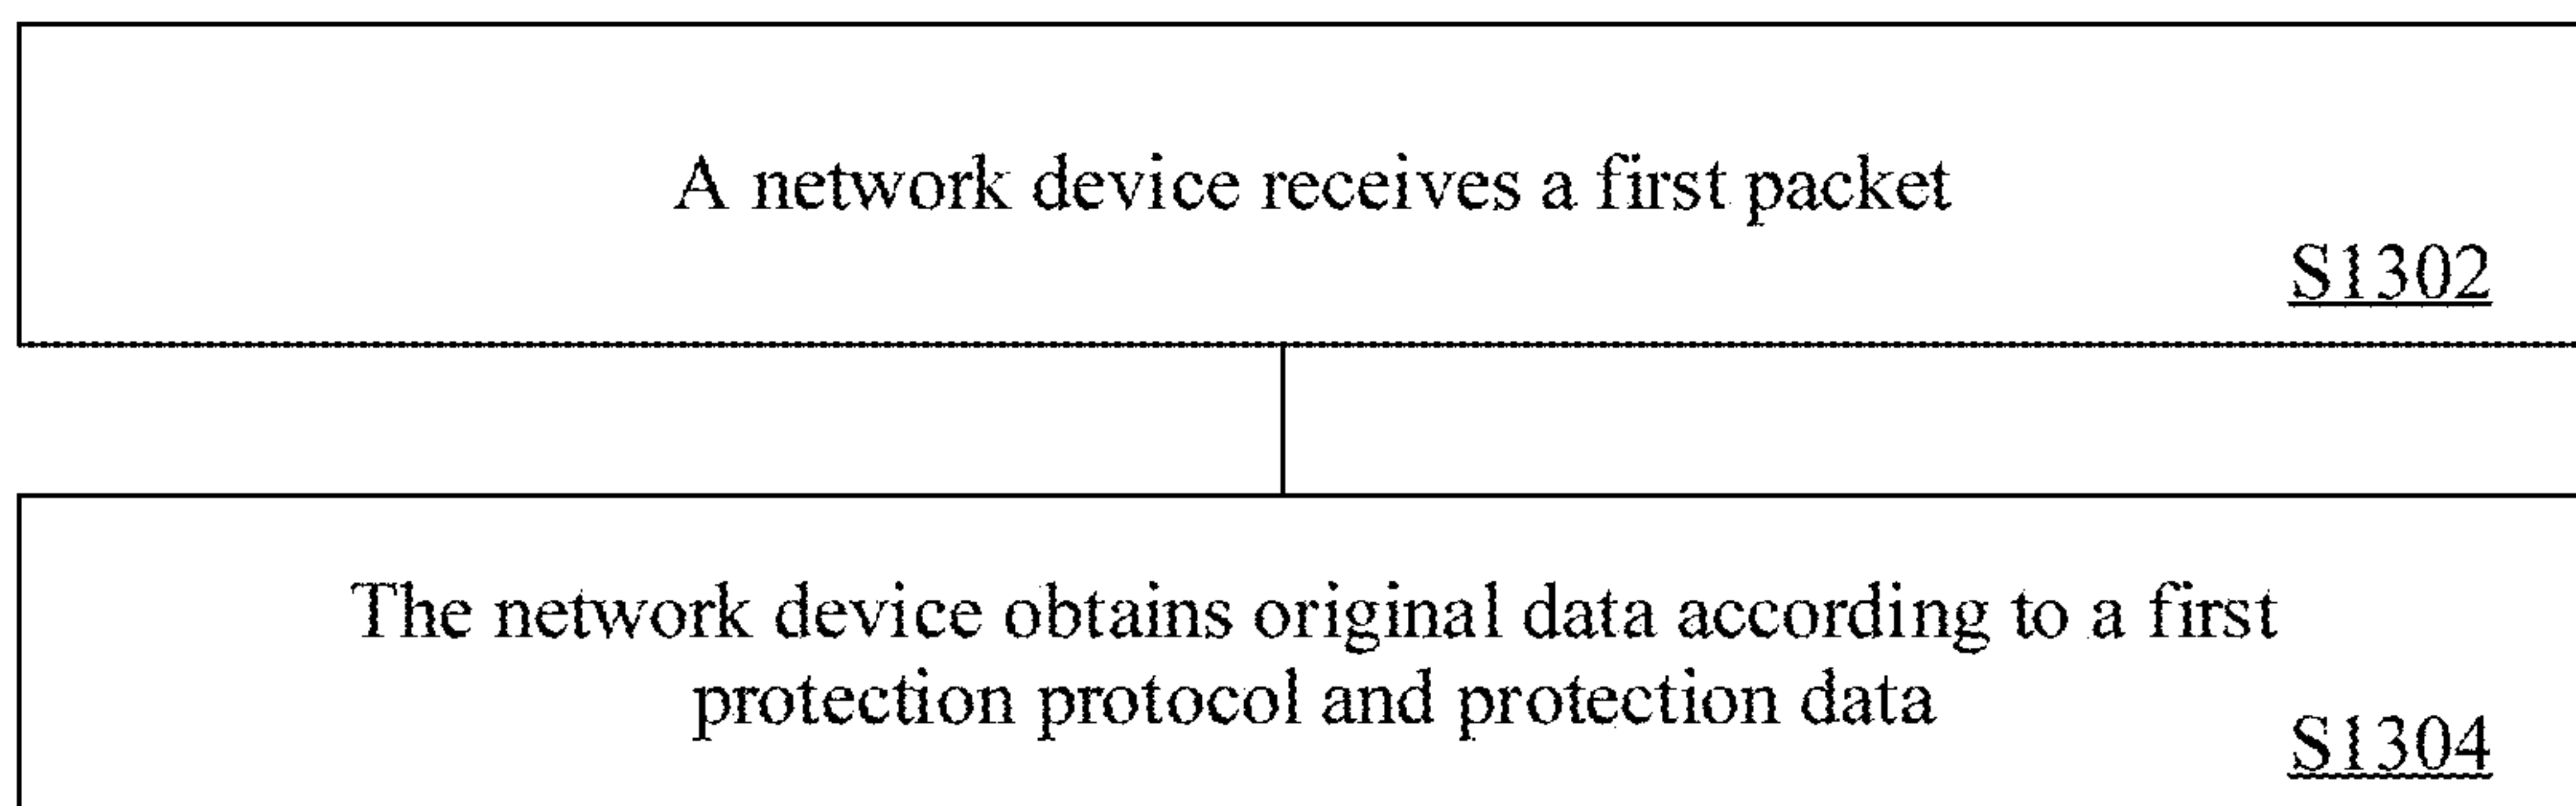 A network device receives a first packet
S1302
The network device obtains original data according to a first
protection protocol and protection data
S1304